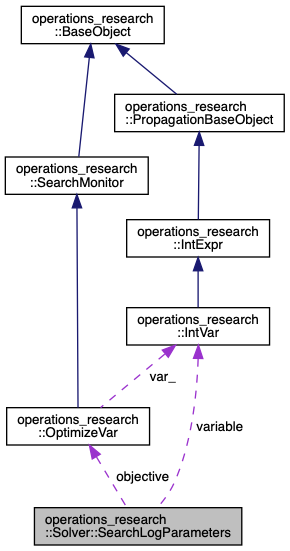 operations_research
::BaseObject
operations_research
::PropagationBaseObject
operations_research
::SearchMonitor
operations_research
::IntExpr
operations_research
::IntVar
var_
operations_research
::OptimizeVar
variable
objective
operations_research
::Solver::SearchLogParameters